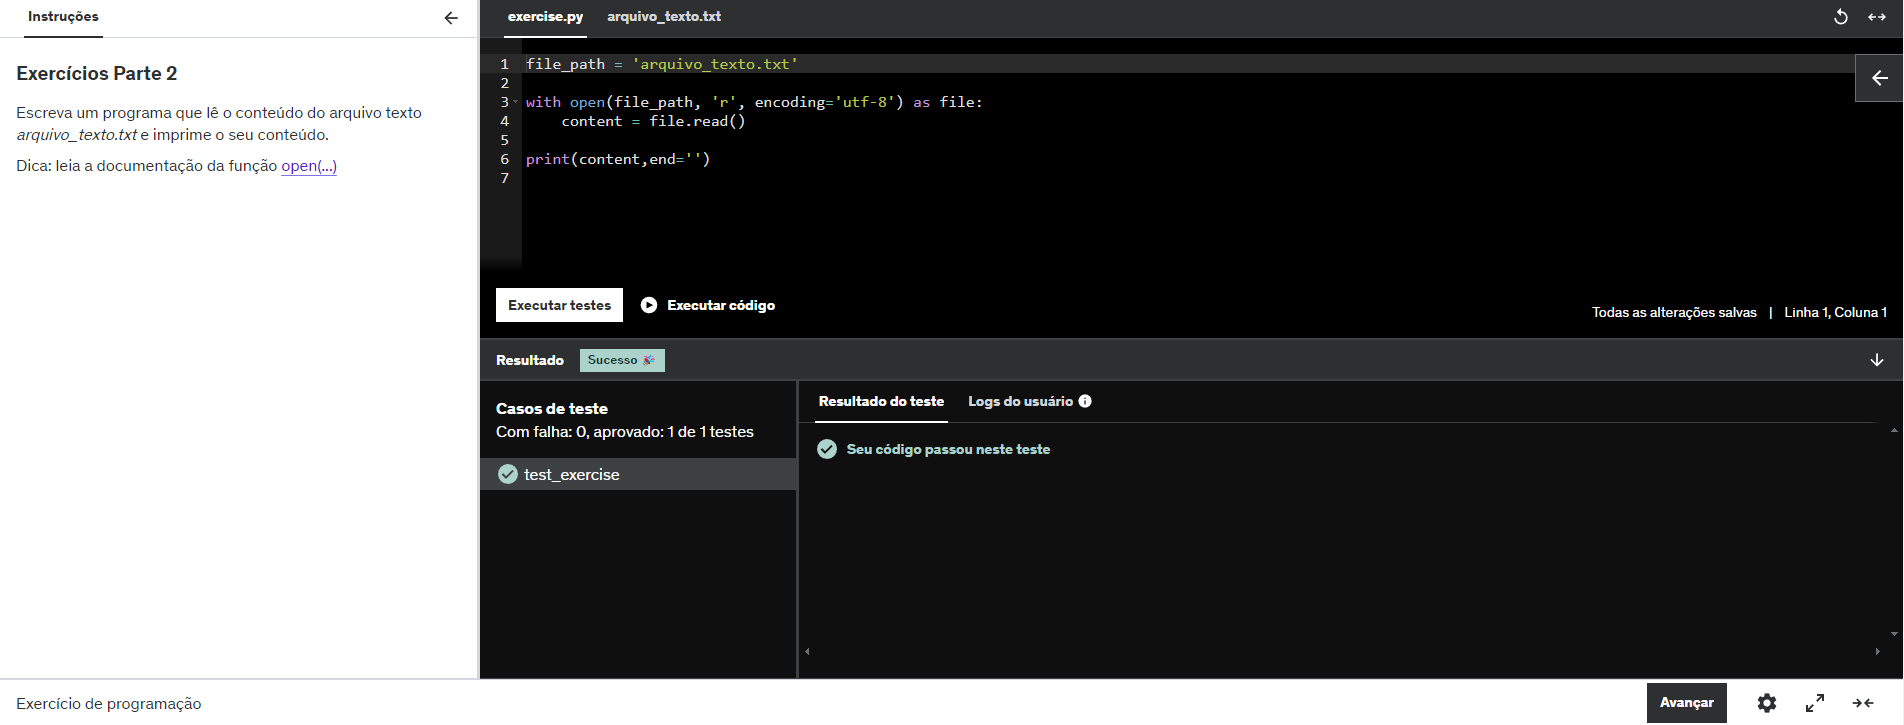 Instruções
Exercícios Parte 2
Escreva um programa que lê o conteúdo do arquivo texto
arquivo_texto.txt e imprime o seu conteúdo.
Dica: leia a documentação da função open(...)
exercise.py arquivo_texto.txt
1 file_path = 'arquivo_texto.txt'
2
3 with open(file_path, 'r', encoding='utf-8') as file:
4     content = file.read()
5
6 print(content,end='')
7
Executar testes Executar código
Todas as alterações salvas | Linha 1, Coluna 1
Resultado Sucesso 🎉
Casos de teste
Com falha: 0, aprovado: 1 de 1 testes
test_exercise
Resultado do teste Logs do usuário
Seu código passou neste teste
Exercício de programação
Avançar